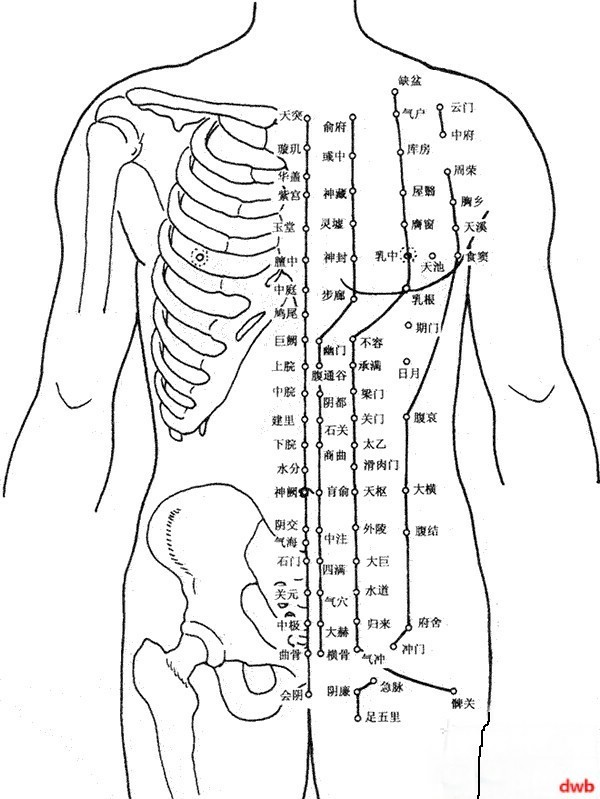 天突
璇玑
华盖
紫宫
玉堂
膻中
中庭
鸠尾
巨阙
上脘
中脘
建里
下脘
水分
神阙
阴交
气海
石门
关元
中极
曲骨
会阴
俞府
彧中
神藏
灵墟
神封
步廊
幽门
腹通谷
阴都
石关
商曲
肓俞
中注
四满
气穴
大赫
横骨
缺盆
气户
库房
屋翳
膺窗
乳中
乳根
不容
承满
梁门
关门
太乙
滑肉门
天枢
外陵
大巨
水道
归来
气冲
急脉
阴廉
足五里
云门
中府
周荣
胸乡
天溪
食窦
天池
期门
日月
腹哀
大横
腹结
府舍
冲门
髀关
dwb